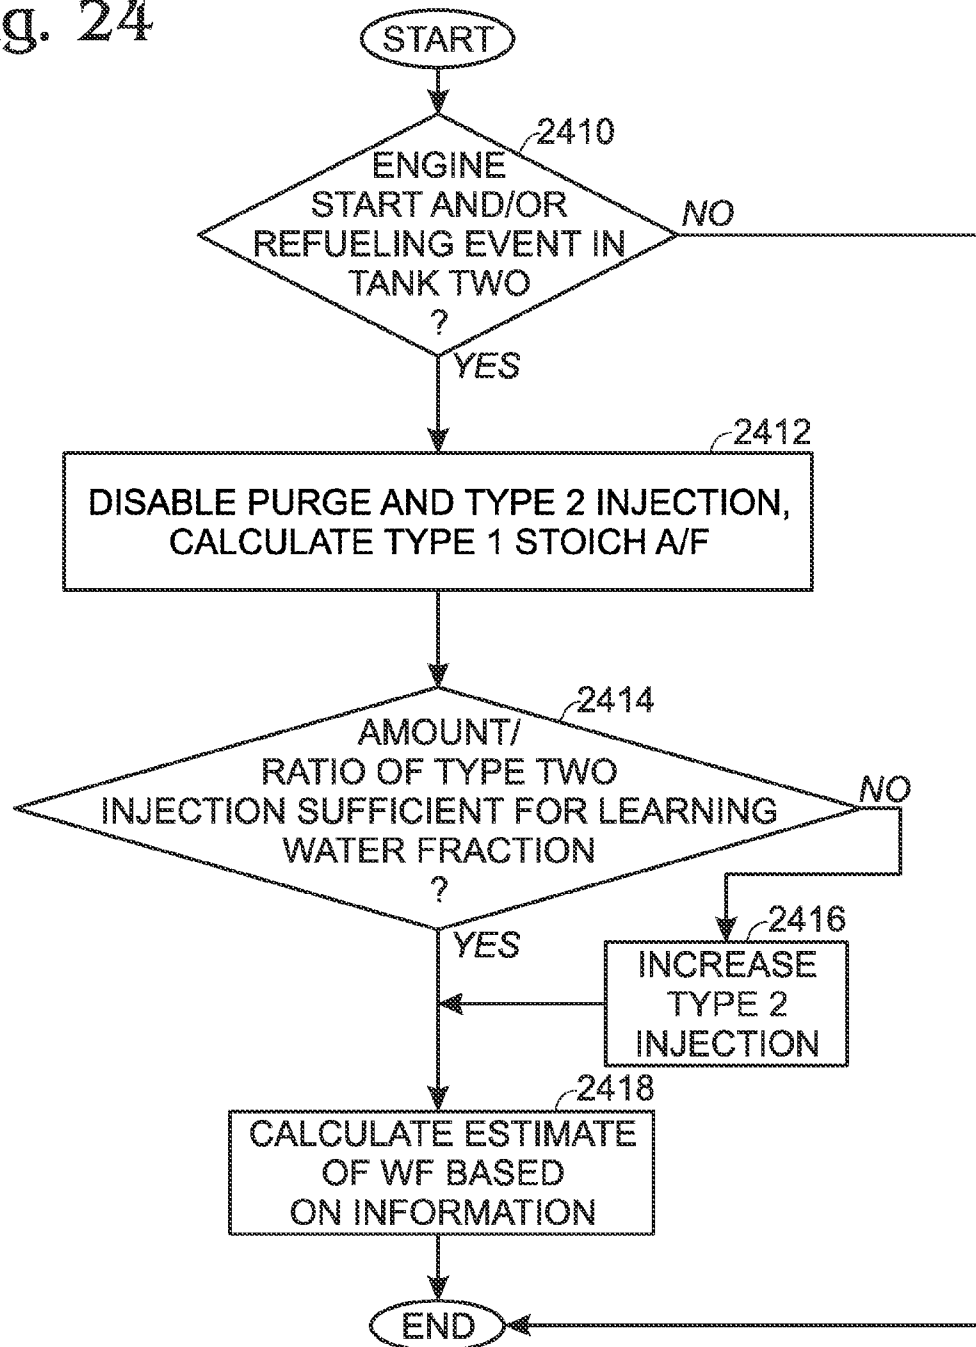 g. 24
START
2410
ENGINE
START AND/OR
REFUELING EVENT IN
TANK TWO
?
NO
YES
2412
DISABLE PURGE AND TYPE 2 INJECTION,
CALCULATE TYPE 1 STOICH A/F
2414
AMOUNT/
RATIO OF TYPE TWO
INJECTION SUFFICIENT FOR LEARNING
WATER FRACTION
?
NO
YES
2416
INCREASE
TYPE 2
INJECTION
2418
CALCULATE ESTIMATE
OF WF BASED
ON INFORMATION
END